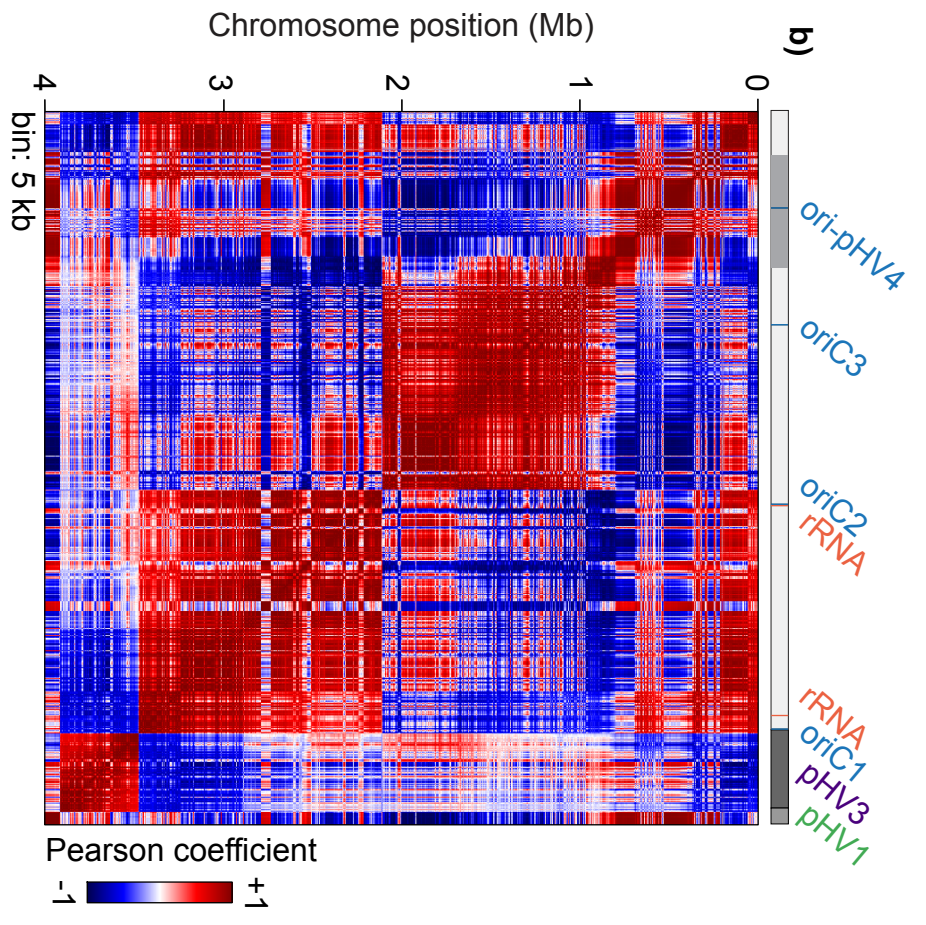 b)
Chromosome position (Mb)
4
3
2
1
0
bin: 5 kb
ori-pHV4
oriC3
oriC2
rRNA
rRNA
oriC1
pHV3
pHV1
Pearson coefficient
-1
+1